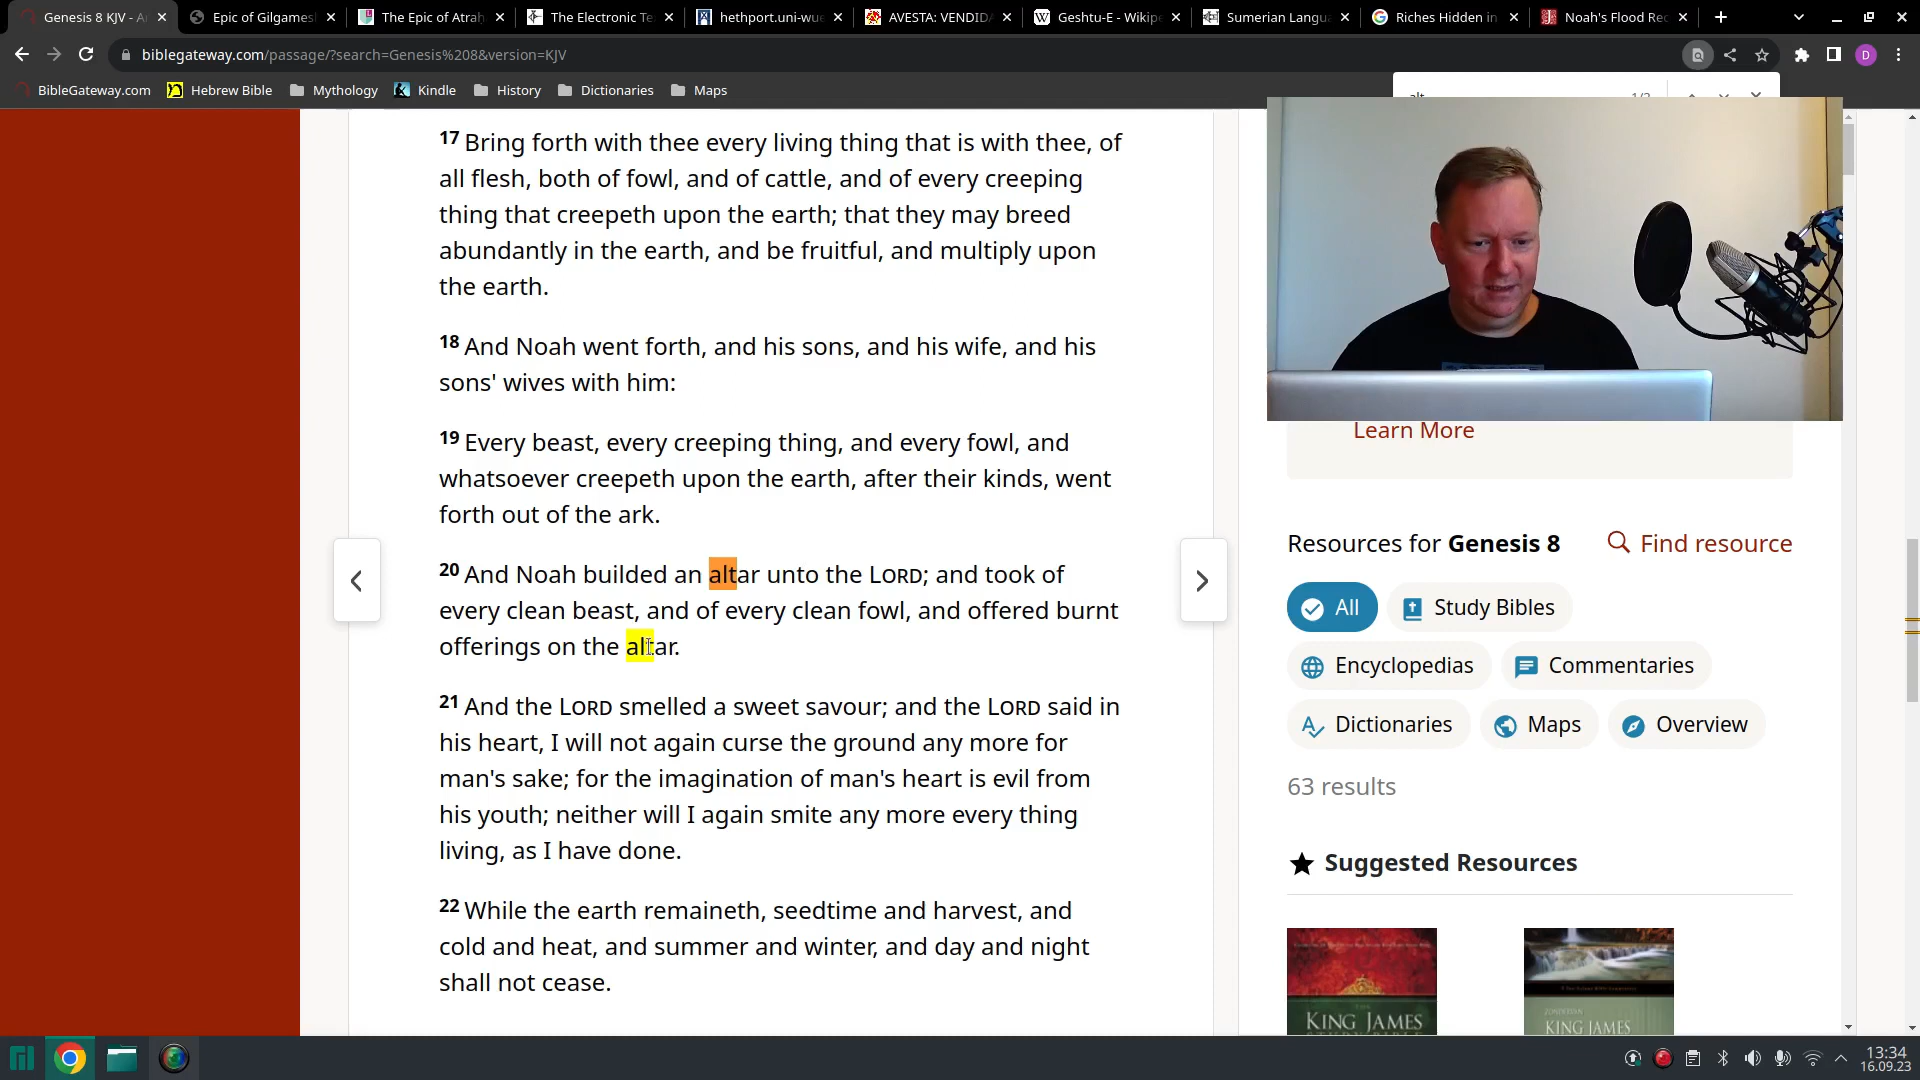 Genesis 8 KJV - A
Epic of Gilgamesh
The Epic of Atrah
The Electronic Te
hethport.uni-wue
AVESTA: VENDIDA
Geshtu-E - Wikipe
Sumerian Langua
Riches Hidden in
Noah's Flood Rec
biblegateway.com/passage/?search=Genesis%208&version=KJV
D
BibleGateway.com
Hebrew Bible
Mythology
Kindle
History
Dictionaries
Maps
17 Bring forth with thee every living thing that is with thee, of
all flesh, both of fowl, and of cattle, and of every creeping
thing that creepeth upon the earth; that they may breed
abundantly in the earth, and be fruitful, and multiply upon
the earth.
18 And Noah went forth, and his sons, and his wife, and his
sons' wives with him:
19 Every beast, every creeping thing, and every fowl, and
whatsoever creepeth upon the earth, after their kinds, went
forth out of the ark.
20 And Noah builded an altar unto the LORD; and took of
every clean beast, and of every clean fowl, and offered burnt
offerings on the altar.
21 And the LORD smelled a sweet savour; and the LORD said in
his heart, I will not again curse the ground any more for
man's sake; for the imagination of man's heart is evil from
his youth; neither will I again smite any more every thing
living, as I have done.
22 While the earth remaineth, seedtime and harvest, and
cold and heat, and summer and winter, and day and night
shall not cease.
Learn More
Resources for Genesis 8
Find resource
All
Study Bibles
Encyclopedias
Commentaries
Dictionaries
Maps
Overview
63 results
Suggested Resources
KING JAMES
KING JAMES
13:34
16.09.23